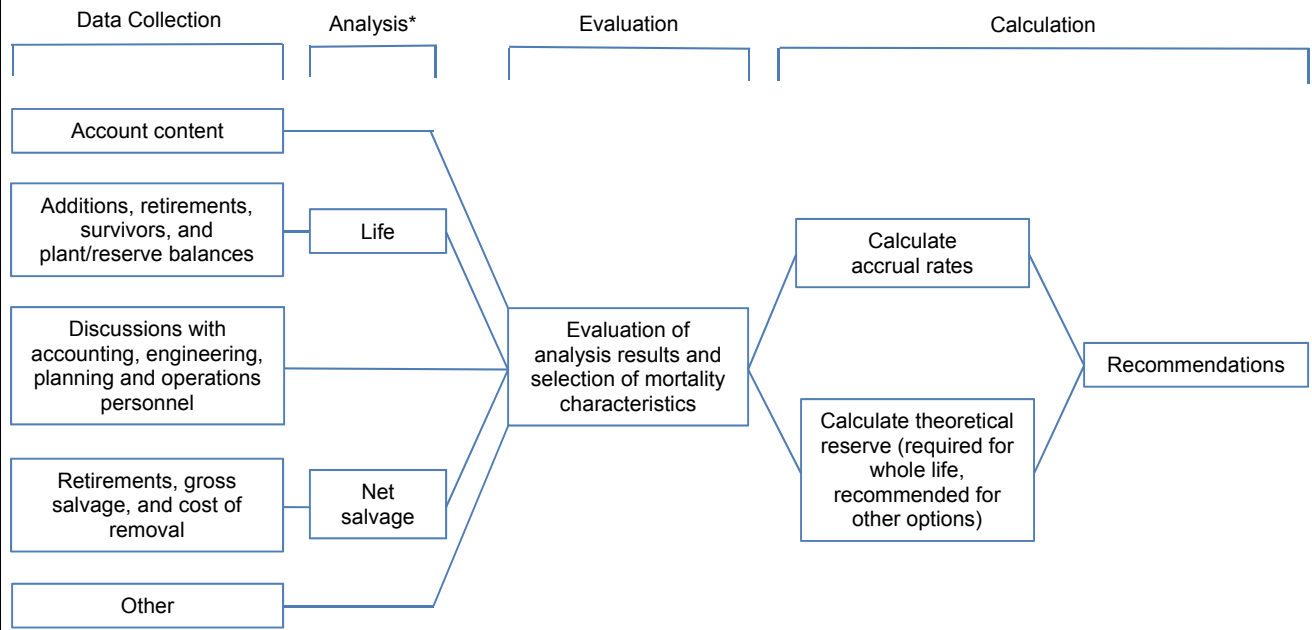 Data Collection
Analysis*
Evaluation
Calculation
Account content
Additions, retirements,
survivors, and
plant/reserve balances
Life
Discussions with
accounting, engineering,
planning and operations
personnel
Retirements, gross
salvage, and cost of
removal
Net
salvage
Other
Evaluation of
analysis results and
selection of mortality
characteristics
Calculate
accrual rates
Calculate theoretical
reserve (required for
whole life,
recommended for
other options)
Recommendations